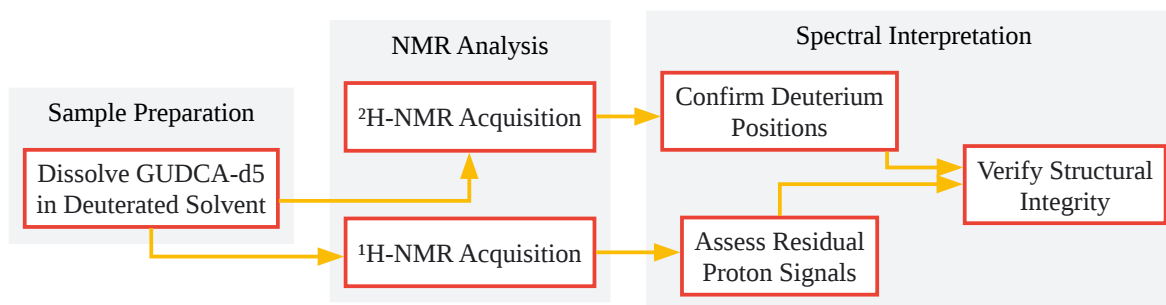 Sample Preparation
Dissolve GUDCA-d5
in Deuterated Solvent
NMR Analysis
²H-NMR Acquisition
¹H-NMR Acquisition
Spectral Interpretation
Confirm Deuterium
Positions
Assess Residual
Proton Signals
Verify Structural
Integrity